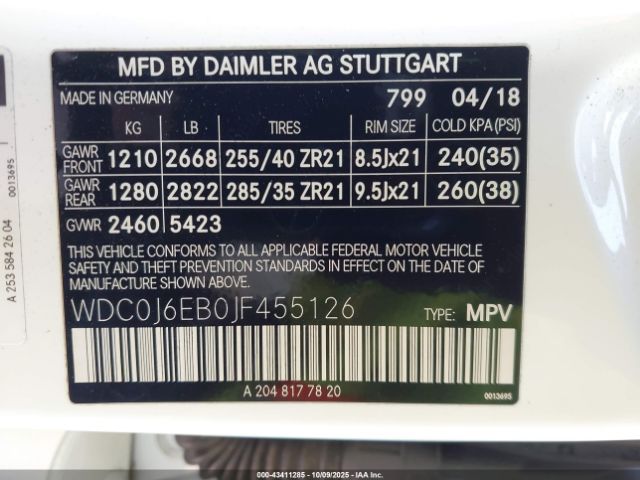 MFD BY DAIMLER AG STUTTGART
MADE IN GERMANY 799 04/18
KG LB TIRES RIM SIZE COLD KPA (PSI)
GAWR FRONT 1210 2668 255/40 ZR21 8.5Jx21 240(35)
GAWR REAR 1280 2822 285/35 ZR21 9.5Jx21 260(38)
GVWR 2460 5423
THIS VEHICLE CONFORMS TO ALL APPLICABLE FEDERAL MOTOR VEHICLE
SAFETY AND THEFT PREVENTION STANDARDS IN EFFECT ON THE DATE
OF MANUFACTURE SHOWN ABOVE.
WDC0J6EB0JF455126 TYPE: MPV
A 204 817 78 20
0013695
A 253 584 26 04 0013695
000-43411285 - 10/09/2025 - IAAI.com